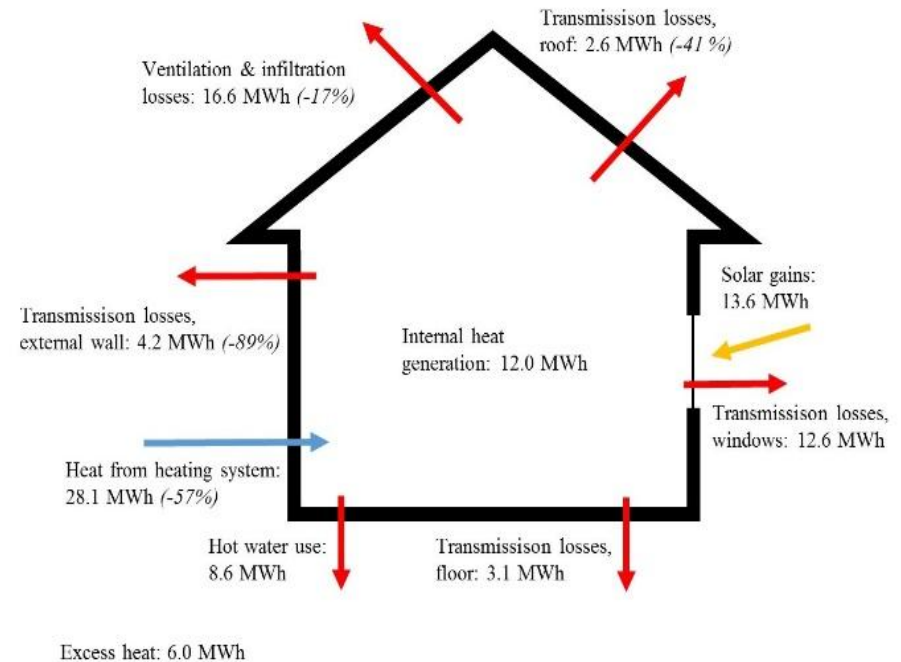 Transmissison losses,
roof: 2.6 MWh (-41 %)
Ventilation & infiltration
losses: 16.6 MWh (-17%)
Solar gains:
13.6 MWh
Transmissison losses,
external wall: 4.2 MWh (-89%)
Internal heat
generation: 12.0 MWh
Transmissison losses,
windows: 12.6 MWh
Heat from heating system:
28.1 MWh (-57%)
Hot water use:
8.6 MWh
Transmissison losses,
floor: 3.1 MWh
Excess heat: 6.0 MWh